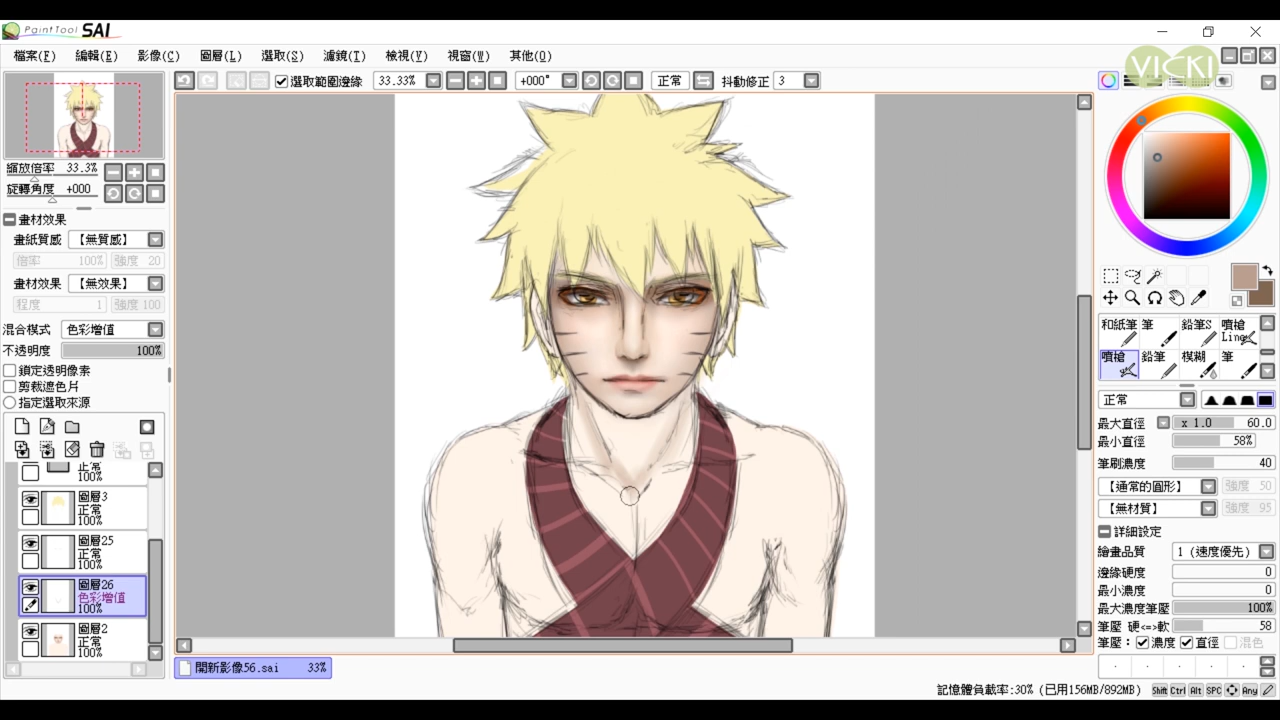 PaintTool SAI
檔案(F) 編輯(E) 影像(C) 圖層(L) 選取(S) 濾鏡(T) 檢視(V) 視窗(W) 其他(O)
VICKI
選取範圍邊緣 33.33% +000° 正常 抖動修正 3
縮放倍率 33.3%
旋轉角度 +000
畫材效果
畫紙質感 【無質感】
倍率 100% 強度 20
畫材效果 【無效果】
程度 1 強度 100
混合模式 色彩增值
不透明度 100%
鎖定透明像素
剪裁遮色片
指定選取來源
正常
100%
圖層3
正常
100%
圖層25
正常
100%
圖層26
色彩增值
100%
圖層2
正常
100%
和紙筆 筆 鉛筆S 噴槍
Line
噴槍 鉛筆 模糊 筆
正常
最大直徑 x 1.0 60.0
最小直徑 58%
筆刷濃度 40
【通常的圓形】 強度 50
【無材質】 強度 95
詳細設定
繪畫品質 1 (速度優先)
邊緣硬度 0
最小濃度 0
最大濃度筆壓 100%
筆壓 硬<=>軟 58
筆壓： 濃度 直徑 混色
開新影像56.sai 33%
記憶體負載率:30% (已用156MB/892MB) Shift Ctrl Alt SPC Any